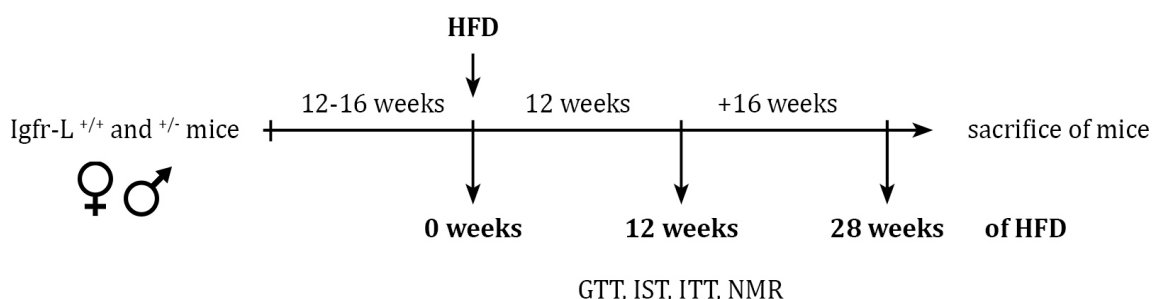 HFD
12-16 weeks 12 weeks +16 weeks
Igfr-L +/+ and +/- mice sacrifice of mice
0 weeks 12 weeks 28 weeks of HFD
GTT, IST, ITT, NMR